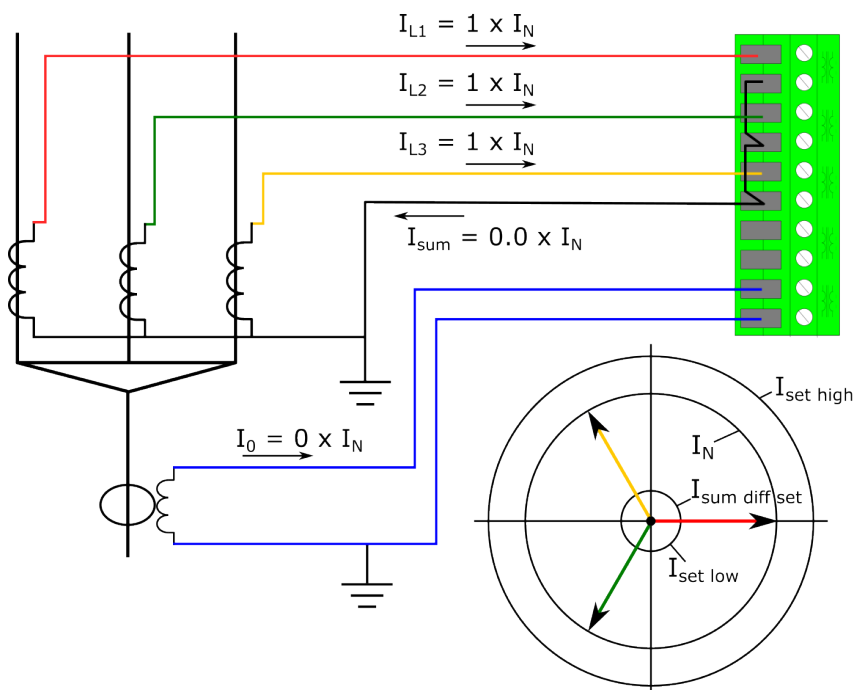 I_L1 = 1 x I_N
I_L2 = 1 x I_N
I_L3 = 1 x I_N
I_sum = 0.0 x I_N
I_0 = 0 x I_N
I_set high
I_N
I_sum diff set
I_set low